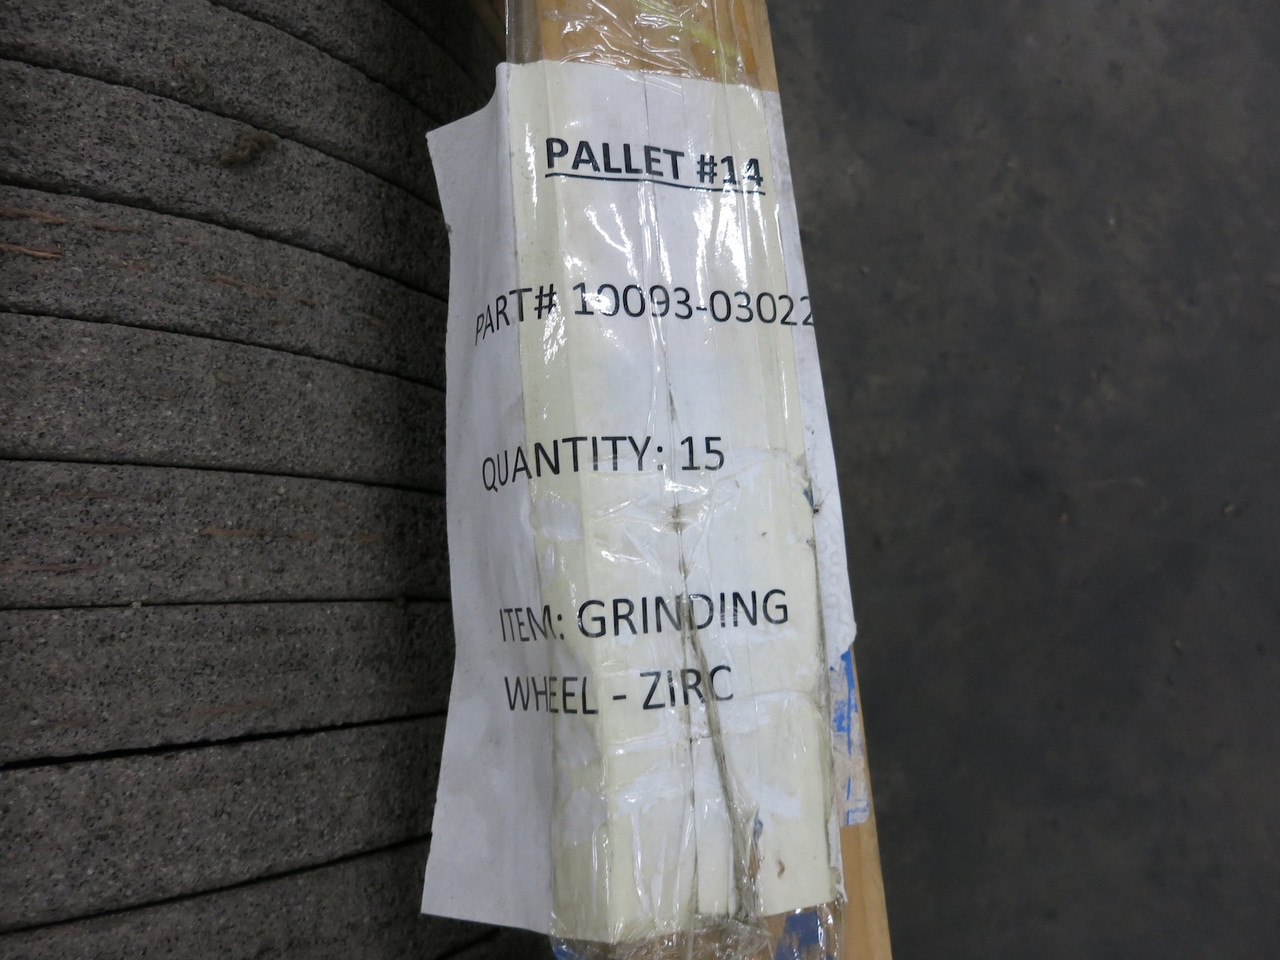 PALLET #14
PART# 10093-03022
QUANTITY: 15
ITEM: GRINDING
WHEEL - ZIRC